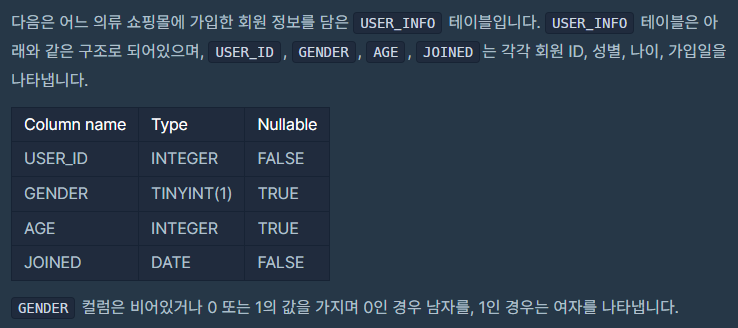 다음은 어느 의류 쇼핑몰에 가입한 회원 정보를 담은 USER_INFO 테이블입니다. USER_INFO 테이블은 아
래와 같은 구조로 되어있으며, USER_ID , GENDER , AGE , JOINED 는 각각 회원 ID, 성별, 나이, 가입일을
나타냅니다.
Column name Type Nullable
USER_ID INTEGER FALSE
GENDER TINYINT(1) TRUE
AGE INTEGER TRUE
JOINED DATE FALSE
GENDER 컬럼은 비어있거나 0 또는 1의 값을 가지며 0인 경우 남자를, 1인 경우는 여자를 나타냅니다.